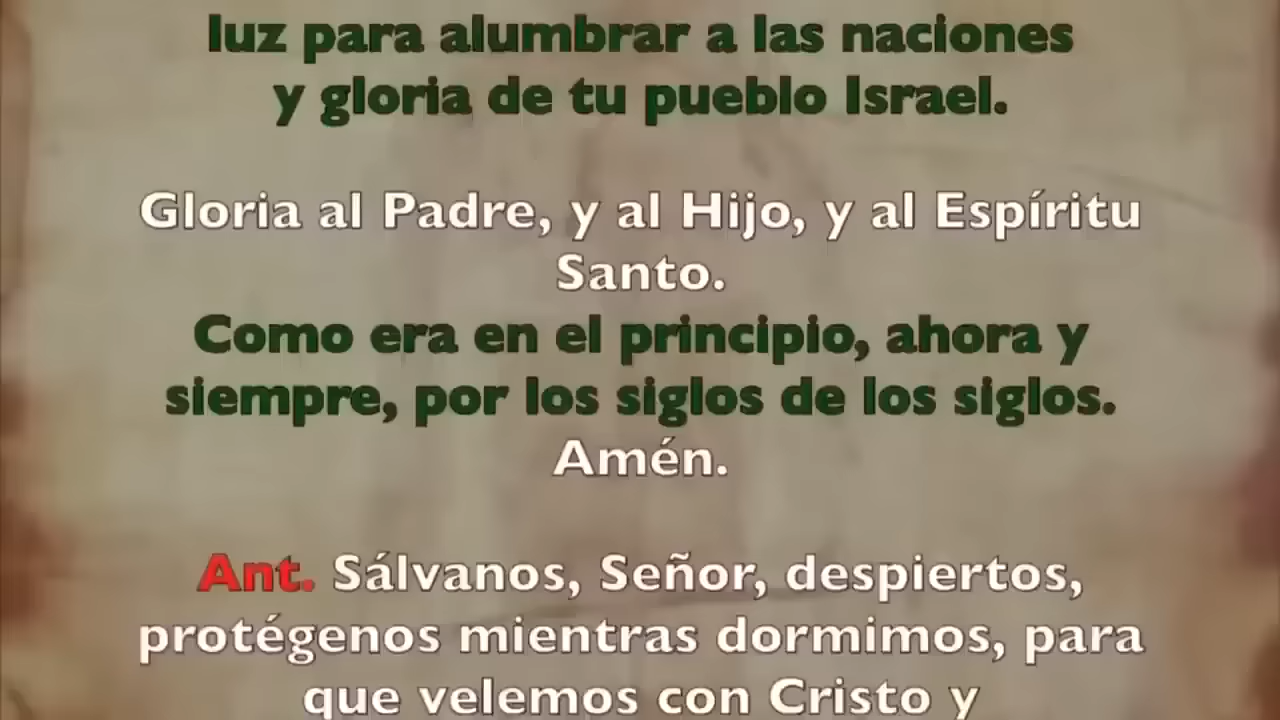 luz para alumbrar a las naciones
y gloria de tu pueblo Israel.
Gloria al Padre, y al Hijo, y al Espíritu
Santo.
Como era en el principio, ahora y
siempre, por los siglos de los siglos.
Amén.
Ant. Sálvanos, Señor, despiertos,
protégenos mientras dormimos, para
que velemos con Cristo y